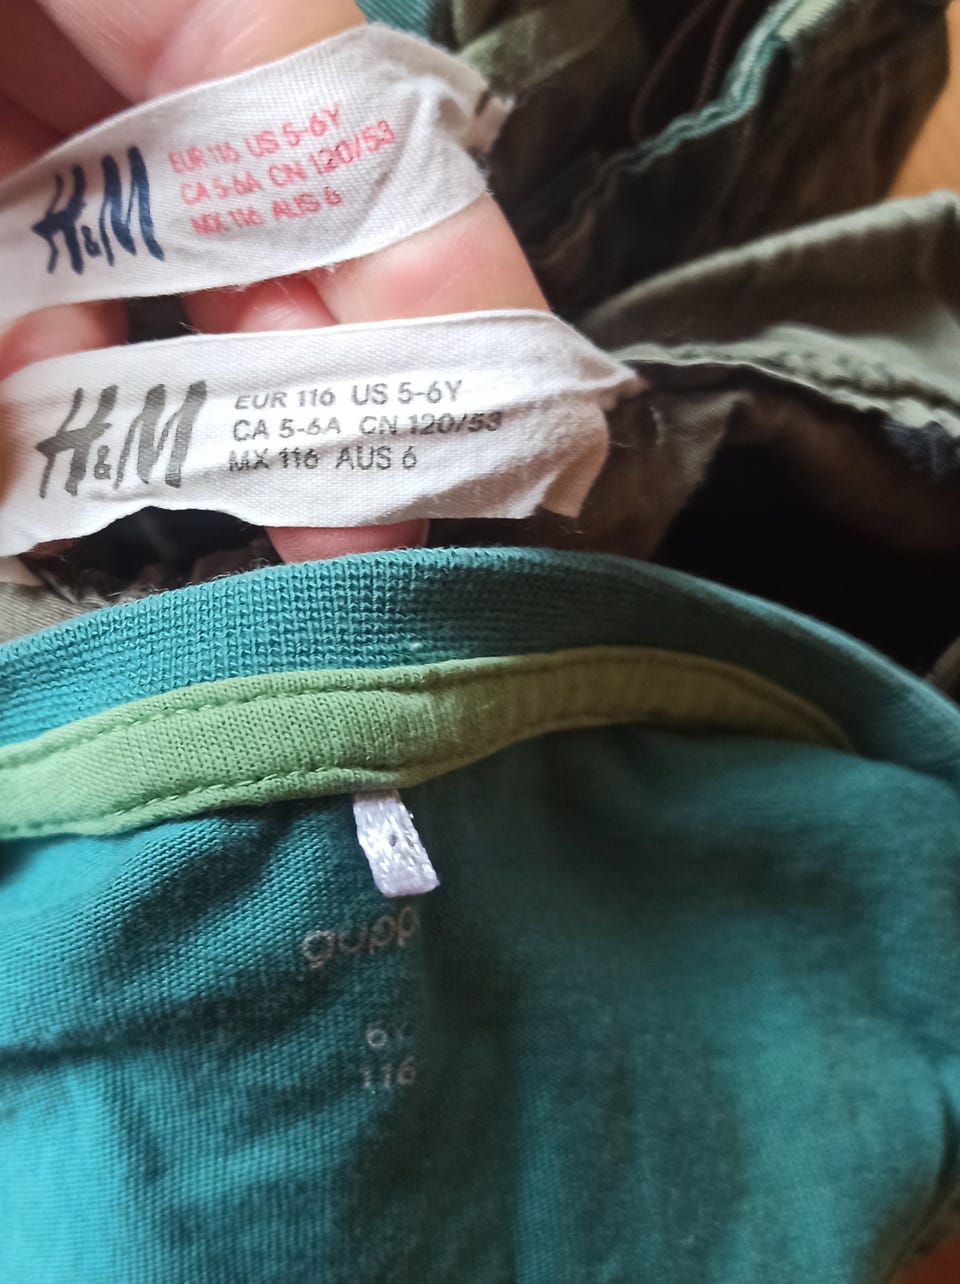 H&M
EUR 116 US 5-6Y
CA 5-6A CN 120/53
MX 116 AUS 6
H&M
EUR 116 US 5-6Y
CA 5-6A CN 120/53
MX 116 AUS 6
gupp
6Y
116